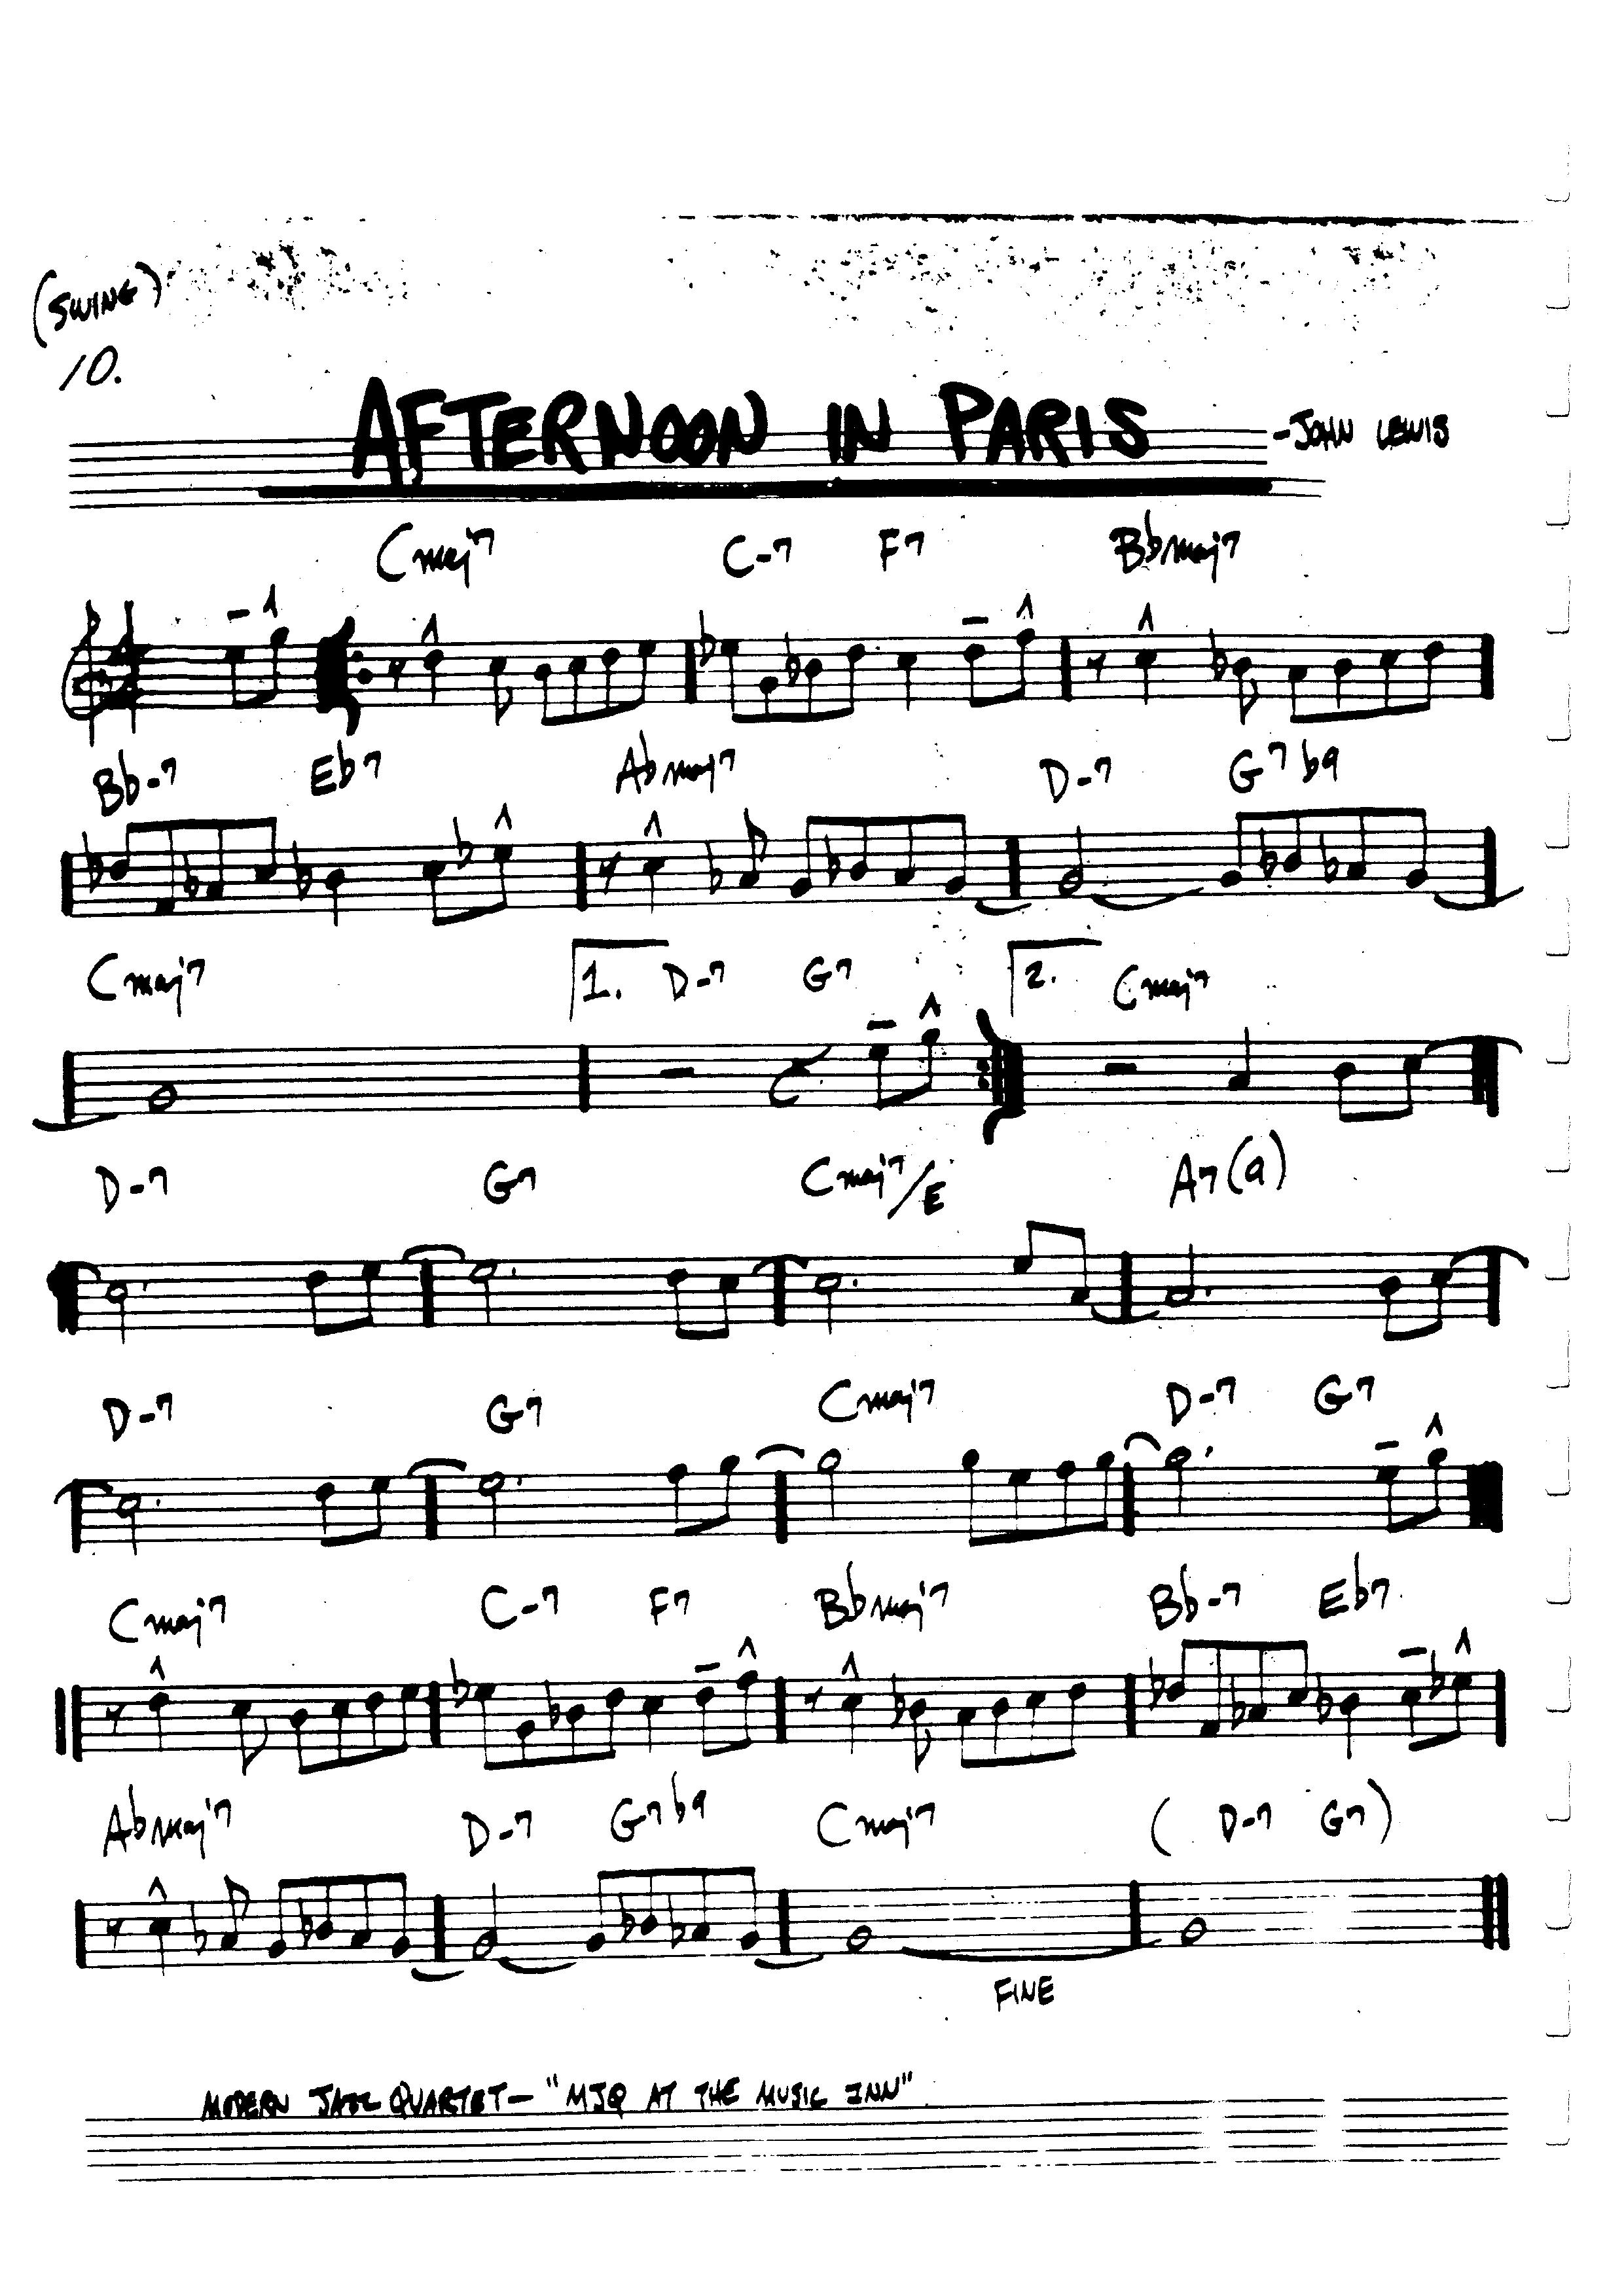 (SWING)
10.
AFTERNOON IN PARIS -JOHN LEWIS
Cmaj7 C-7 F7 Bbmaj7
Bb-7 Eb7 Abmaj7 D-7 G7b9
Cmaj7 1. D-7 G7 2. Cmaj7
D-7 G7 Cmaj7/E A7(9)
D-7 G7 Cmaj7 D-7 G7
Cmaj7 C-7 F7 Bbmaj7 Bb-7 Eb7
Abmaj7 D-7 G7b9 Cmaj7 ( D-7 G7 )
FINE
MODERN JAZZ QUARTET- "MJQ AT THE MUSIC INN"